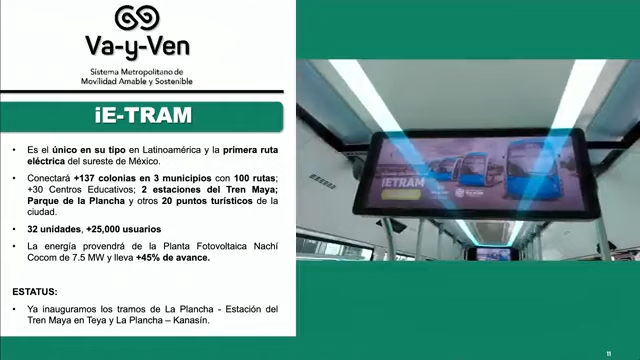 Va-y-Ven
Sistema Metropolitano de
Movilidad Amable y Sostenible
iE-TRAM
• Es el único en su tipo en Latinoamérica y la primera ruta
eléctrica del sureste de México.
• Conectará +137 colonias en 3 municipios con 100 rutas;
+30 Centros Educativos; 2 estaciones del Tren Maya;
Parque de la Plancha y otros 20 puntos turísticos de la
ciudad.
• 32 unidades, +25,000 usuarios
• La energía provendrá de la Planta Fotovoltaica Nachí
Cocom de 7.5 MW y lleva +45% de avance.
ESTATUS:
• Ya inauguramos los tramos de La Plancha - Estación del
Tren Maya en Teya y La Plancha – Kanasín.
IETRAM
11